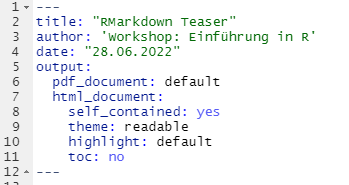 1 ---
2 title: "RMarkdown Teaser"
3 author: 'Workshop: Einführung in R'
4 date: "28.06.2022"
5 output:
6   pdf_document: default
7   html_document:
8     self_contained: yes
9     theme: readable
10     highlight: default
11     toc: no
12 ---